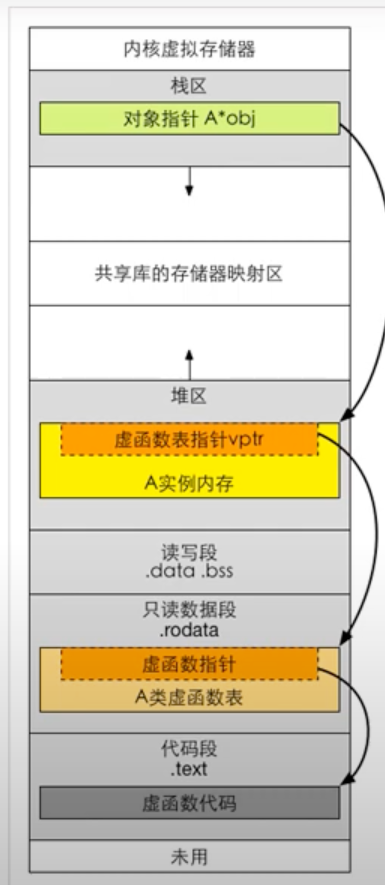 内核虚拟存储器
栈区
对象指针 A*obj
共享库的存储器映射区
堆区
虚函数表指针vptr
A实例内存
读写段
.data .bss
只读数据段
.rodata
虚函数指针
A类虚函数表
代码段
.text
虚函数代码
未用